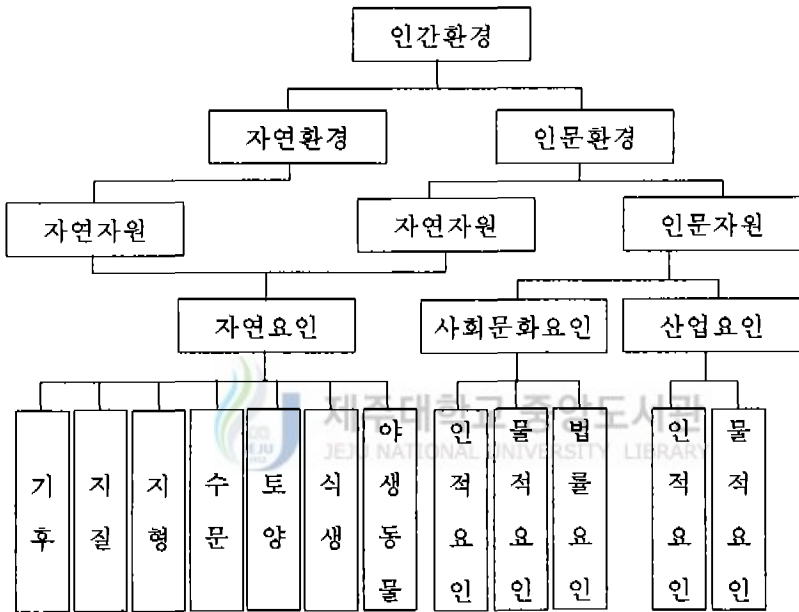 인간환경
자연환경
인문환경
자연자원
자연자원
인문자원
자연요인
사회문화요인
산업요인
기후
지질
지형
수문
토양
식생
야생동물
인적요인
물적요인
법률요인
인적요인
물적요인
제주대학교 중앙도서관
JEJU NATIONAL UNIVERSITY LIBRARY
JEJU